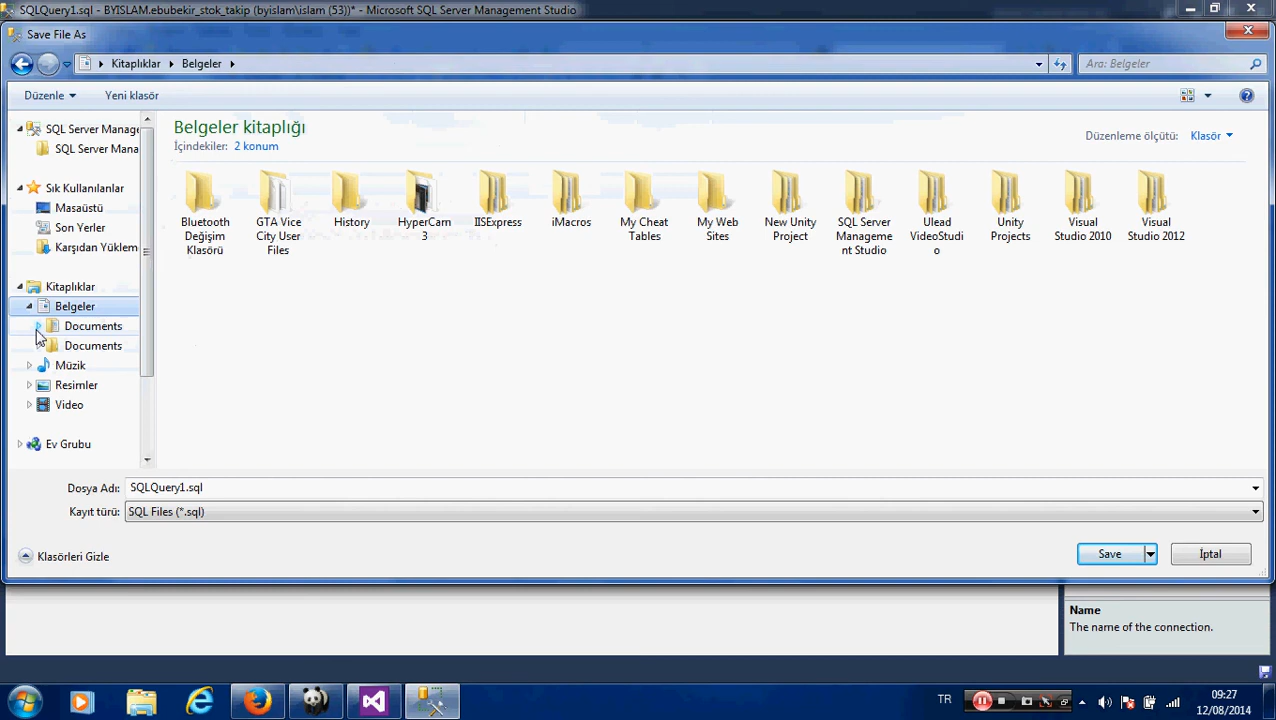 SQLQuery1.sql - BYISLAM.ebubekir_stok_takip (byislam\islam (53))* - Microsoft SQL Server Management Studio
Save File As
Kitaplıklar Belgeler
Ara: Belgeler
Düzenle
Yeni klasör
SQL Server Manage
SQL Server Mana
Sık Kullanılanlar
Masaüstü
Son Yerler
Karşıdan Yüklem
Kitaplıklar
Belgeler
Documents
Documents
Müzik
Resimler
Video
Ev Grubu
Belgeler kitaplığı
İçindekiler: 2 konum
Düzenleme ölçütü: Klasör
Bluetooth
Değişim
Klasörü
GTA Vice
City User
Files
History
HyperCam
3
IISExpress
iMacros
My Cheat
Tables
My Web
Sites
New Unity
Project
SQL Server
Manageme
nt Studio
Ulead
VideoStudi
o
Unity
Projects
Visual
Studio 2010
Visual
Studio 2012
Dosya Adı: SQLQuery1.sql
Kayıt türü: SQL Files (*.sql)
Klasörleri Gizle
Save
İptal
Name
The name of the connection.
TR
09:27
12/08/2014